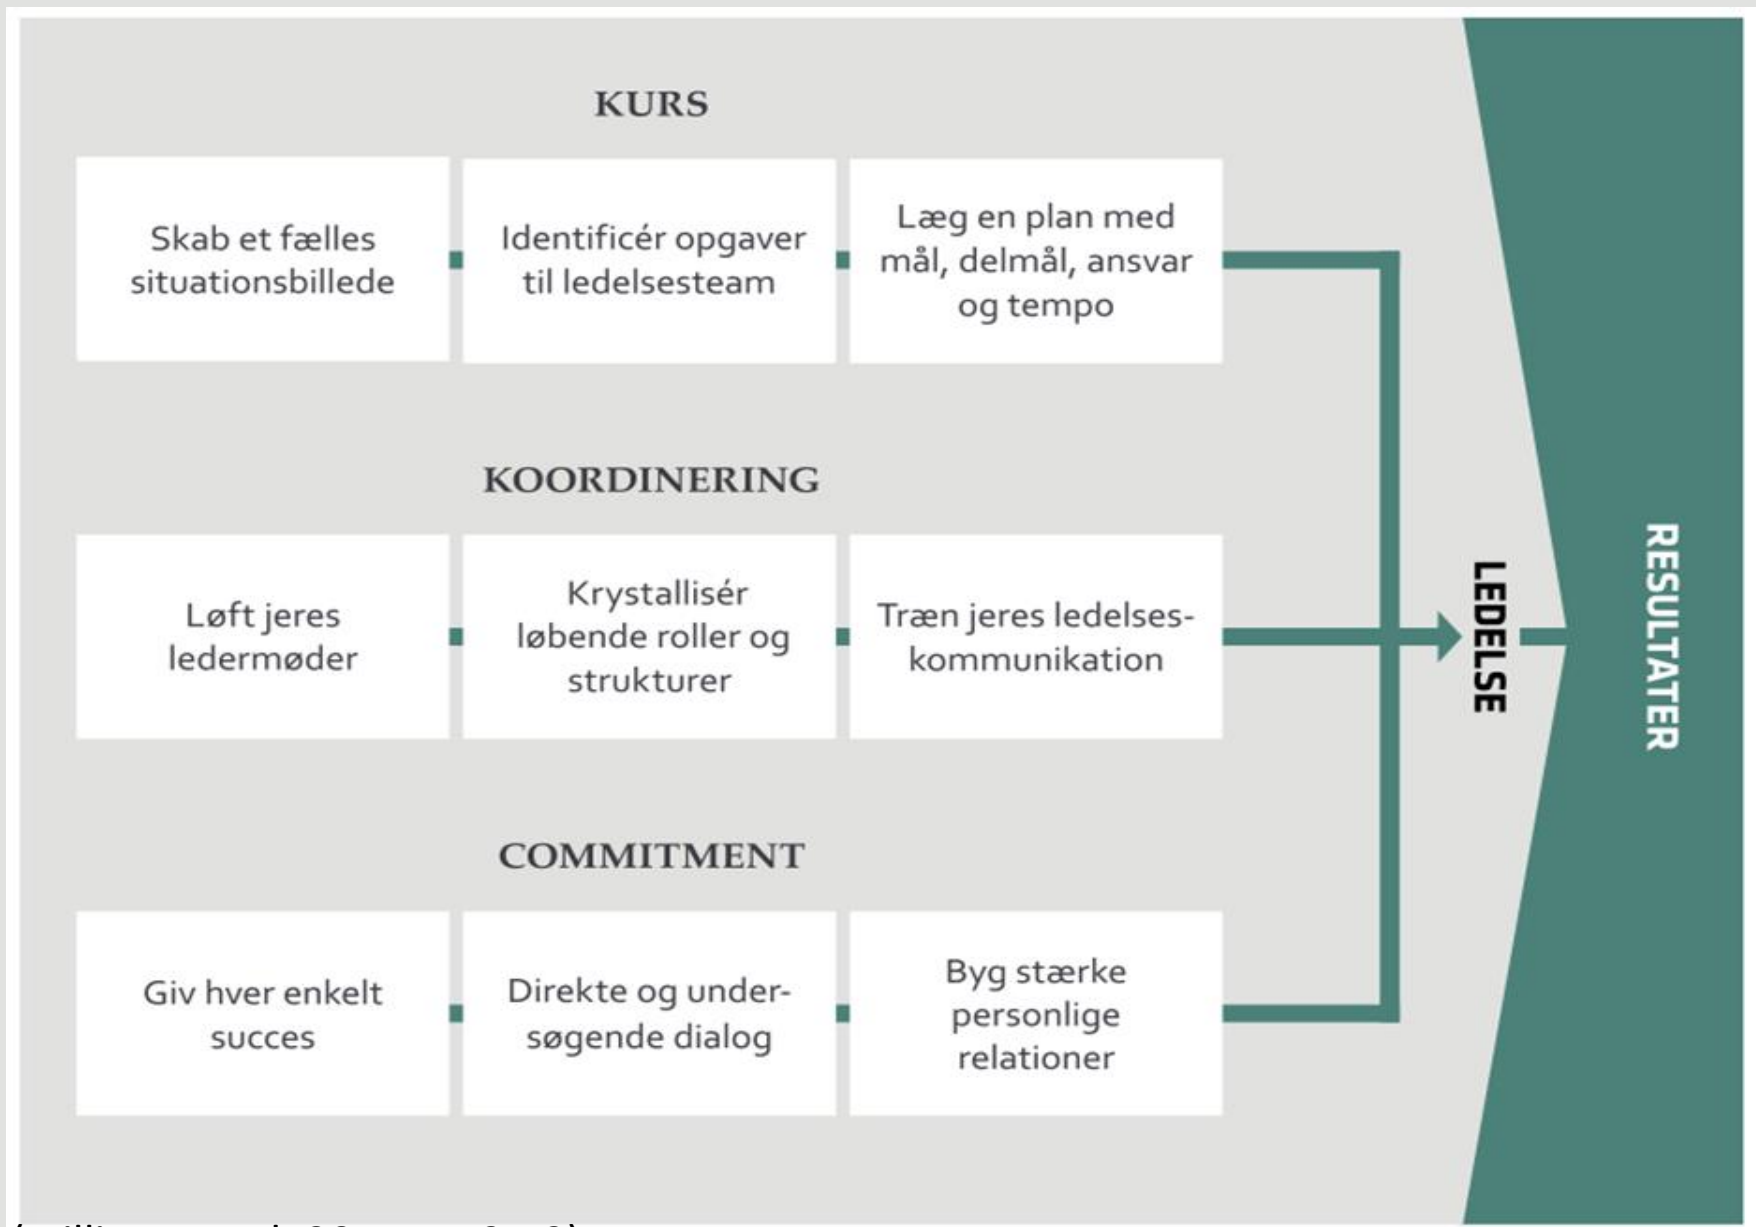 KURS
Skab et fælles
situationsbillede
Identificér opgaver
til ledelsesteam
Læg en plan med
mål, delmål, ansvar
og tempo
KOORDINERING
Løft jeres
ledermøder
Krystallisér
løbende roller og
strukturer
Træn jeres ledelses-
kommunikation
COMMITMENT
Giv hver enkelt
succes
Direkte og under-
søgende dialog
Byg stærke
personlige
relationer
LEDELSE
RESULTATER